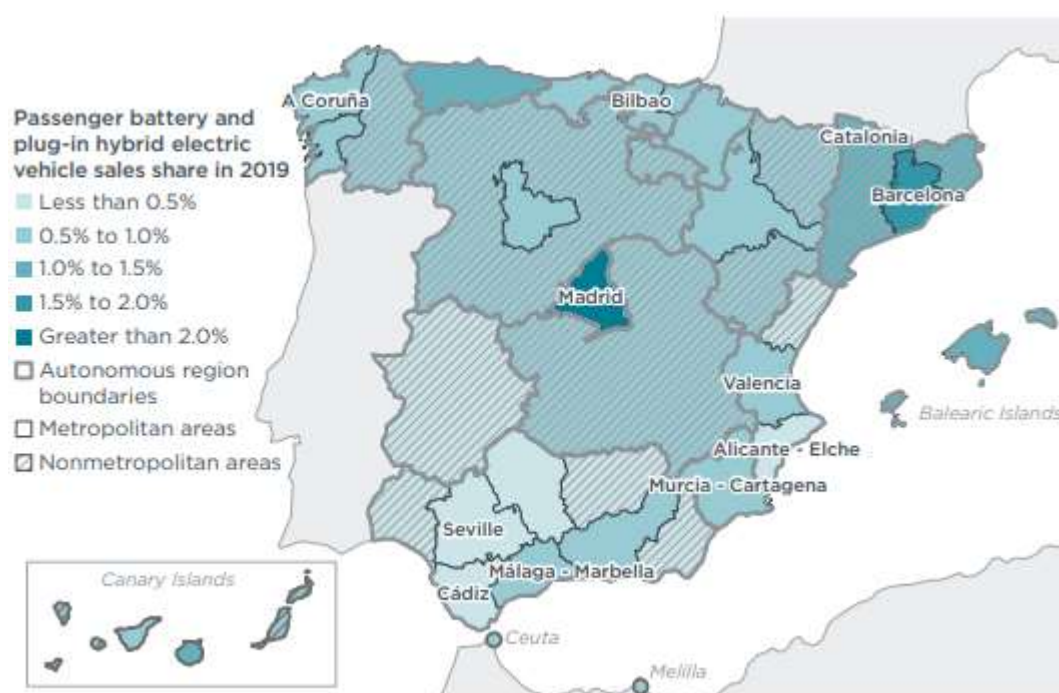 Passenger battery and
plug-in hybrid electric
vehicle sales share in 2019
Less than 0.5%
0.5% to 1.0%
1.0% to 1.5%
1.5% to 2.0%
Greater than 2.0%
Autonomous region
boundaries
Metropolitan areas
Nonmetropolitan areas
A Coruña
Bilbao
Catalonia
Barcelona
Madrid
Valencia
Balearic Islands
Alicante - Elche
Murcia - Cartagena
Seville
Málaga - Marbella
Cádiz
Canary Islands
Ceuta
Melilla